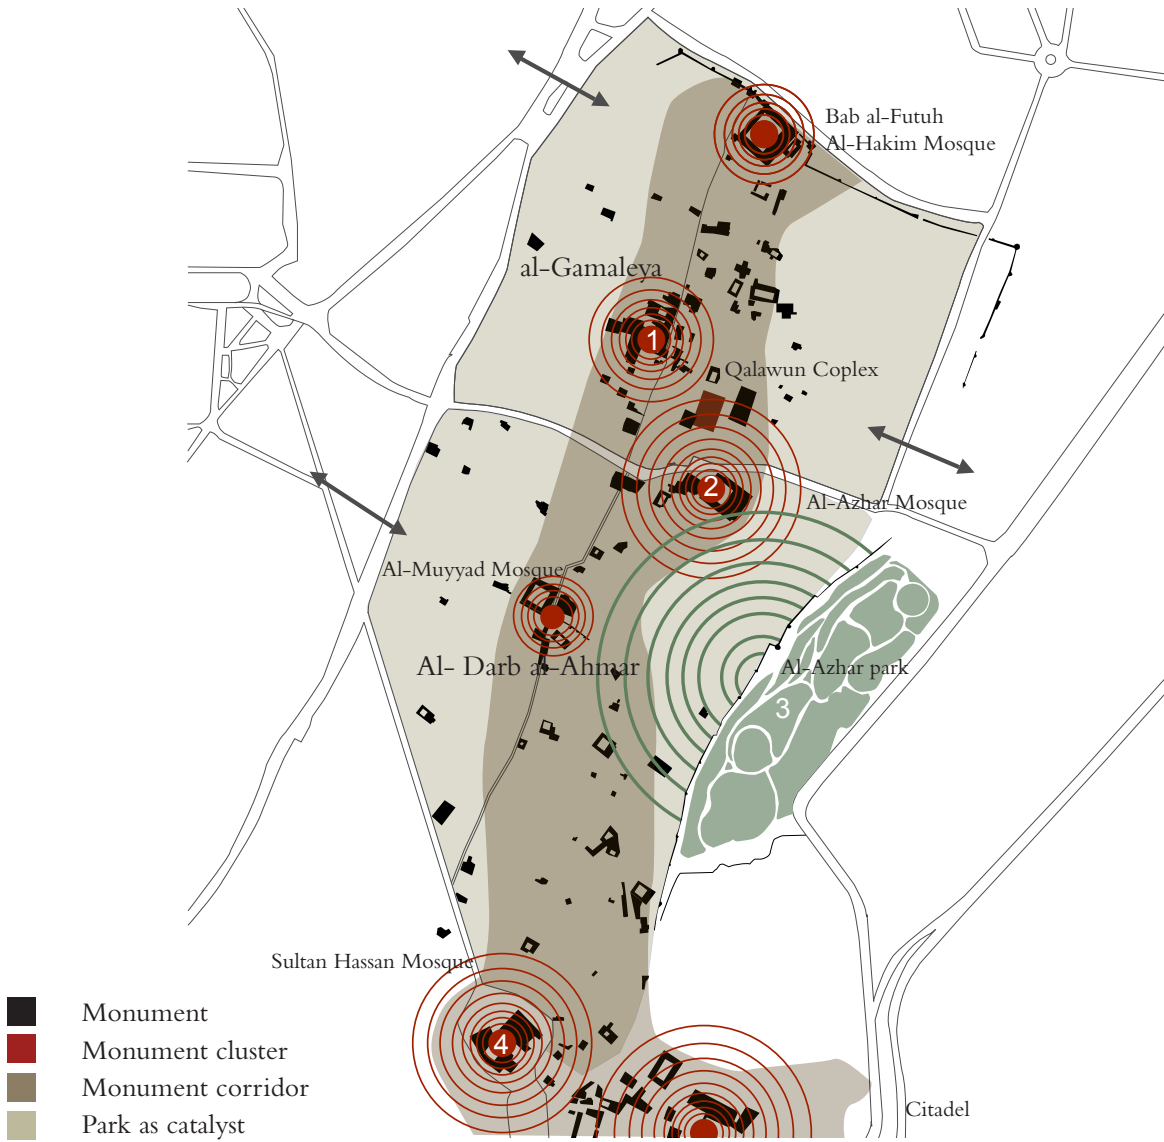 Bab al-Futuh
Al-Hakim Mosque
al-Gamaleya
1
Qalawun Coplex
2
Al-Azhar Mosque
Al-Muyyad Mosque
Al- Darb al-Ahmar
Al-Azhar park
3
Sultan Hassan Mosque
4
Citadel
Monument
Monument cluster
Monument corridor
Park as catalyst